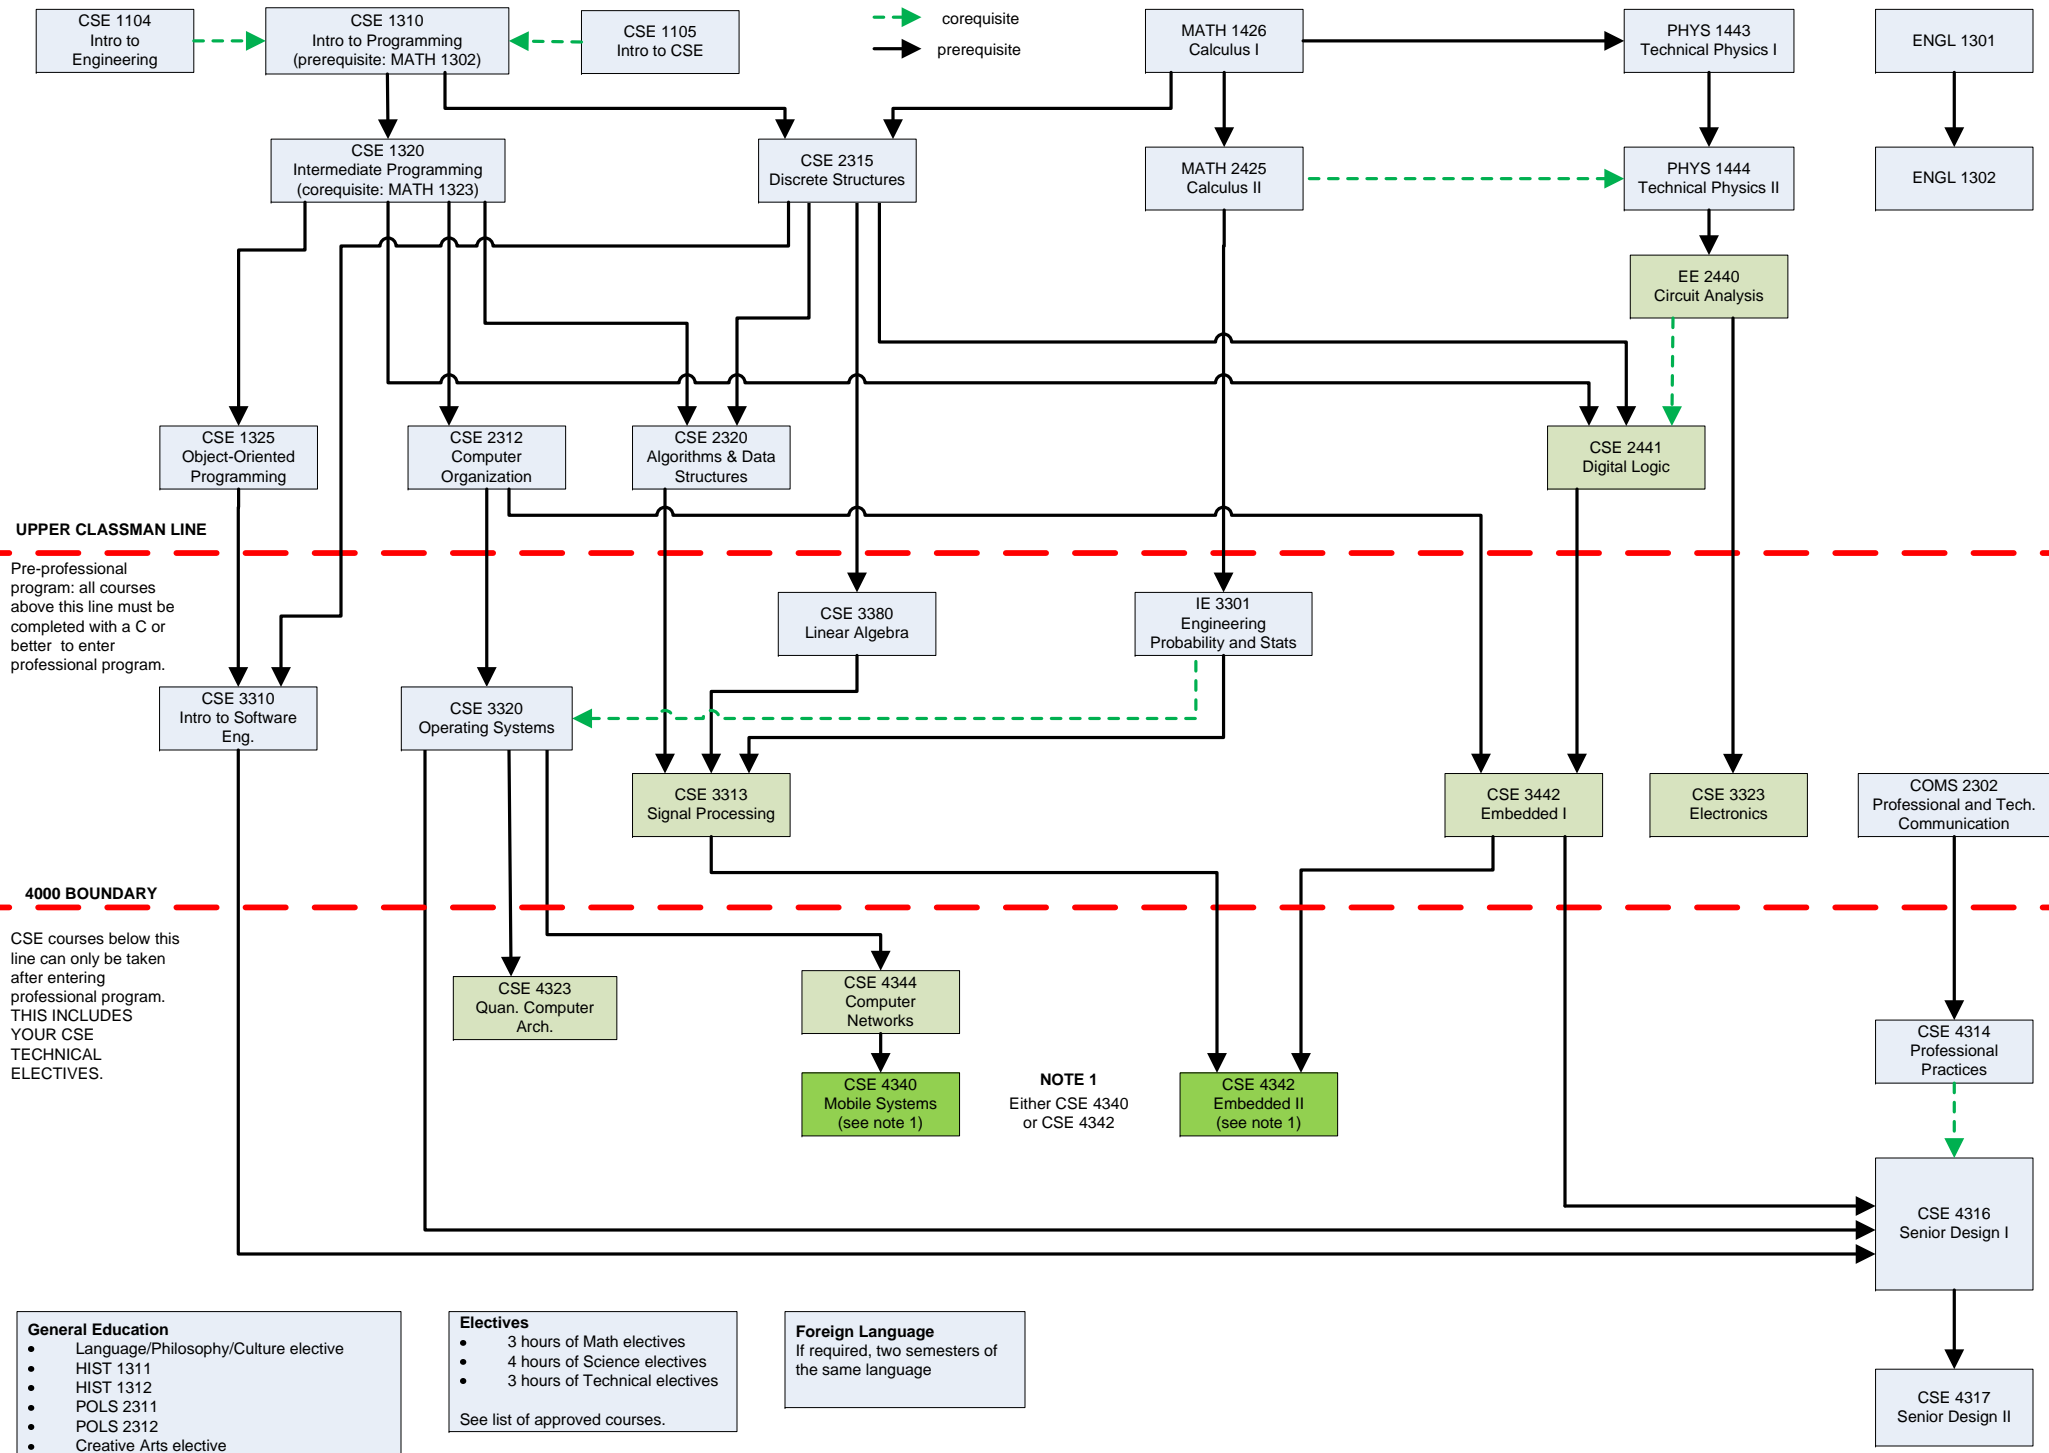 CSE 1104
Intro to
Engineering
CSE 1310
Intro to Programming
(prerequisite: MATH 1302)
CSE 1105
Intro to CSE
corequisite
prerequisite
MATH 1426
Calculus I
PHYS 1443
Technical Physics I
ENGL 1301
CSE 1320
Intermediate Programming
(corequisite: MATH 1323)
CSE 2315
Discrete Structures
MATH 2425
Calculus II
PHYS 1444
Technical Physics II
ENGL 1302
EE 2440
Circuit Analysis
CSE 1325
Object-Oriented
Programming
CSE 2312
Computer
Organization
CSE 2320
Algorithms & Data
Structures
CSE 2441
Digital Logic
UPPER CLASSMAN LINE
Pre-professional
program: all courses
above this line must be
completed with a C or
better to enter
professional program.
CSE 3380
Linear Algebra
IE 3301
Engineering
Probability and Stats
CSE 3310
Intro to Software
Eng.
CSE 3320
Operating Systems
CSE 3313
Signal Processing
CSE 3442
Embedded I
CSE 3323
Electronics
COMS 2302
Professional and Tech.
Communication
4000 BOUNDARY
CSE courses below this
line can only be taken
after entering
professional program.
THIS INCLUDES
YOUR CSE
TECHNICAL
ELECTIVES.
CSE 4323
Quan. Computer
Arch.
CSE 4344
Computer
Networks
CSE 4314
Professional
Practices
CSE 4340
Mobile Systems
(see note 1)
NOTE 1
Either CSE 4340
or CSE 4342
CSE 4342
Embedded II
(see note 1)
CSE 4316
Senior Design I
General Education
• Language/Philosophy/Culture elective
• HIST 1311
• HIST 1312
• POLS 2311
• POLS 2312
• Creative Arts elective
Electives
• 3 hours of Math electives
• 4 hours of Science electives
• 3 hours of Technical electives
See list of approved courses.
Foreign Language
If required, two semesters of
the same language
CSE 4317
Senior Design II